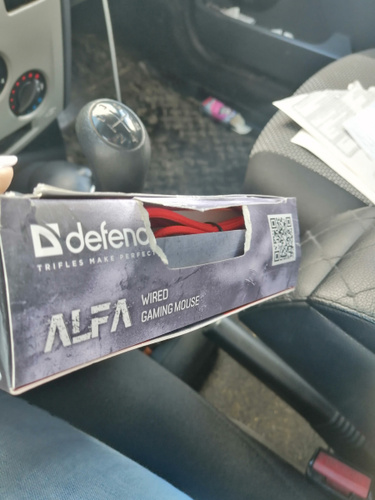 defend
TRIFLES MAKE PERFEC
ALFA
WIRED
GAMING MOUSE